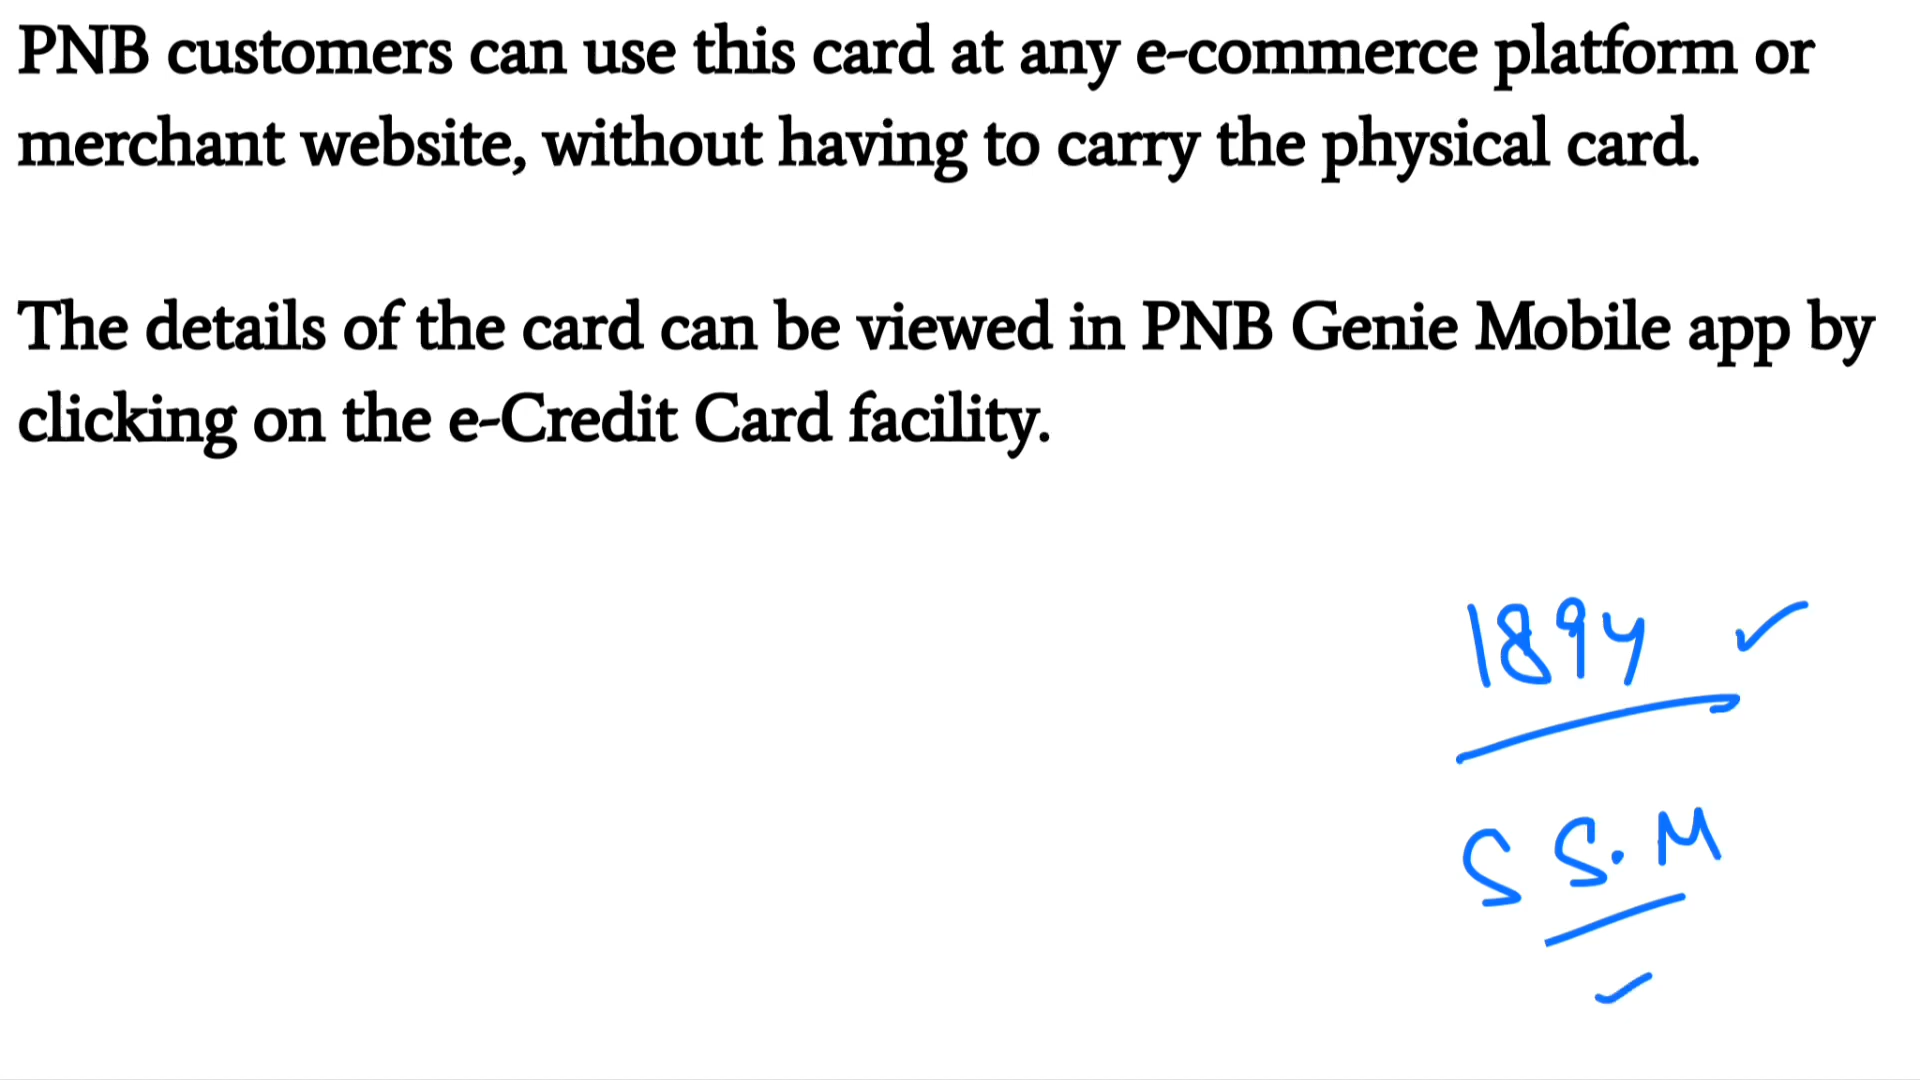 PNB customers can use this card at any e-commerce platform or
merchant website, without having to carry the physical card.
The details of the card can be viewed in PNB Genie Mobile app by
clicking on the e-Credit Card facility.
1894
S S. M